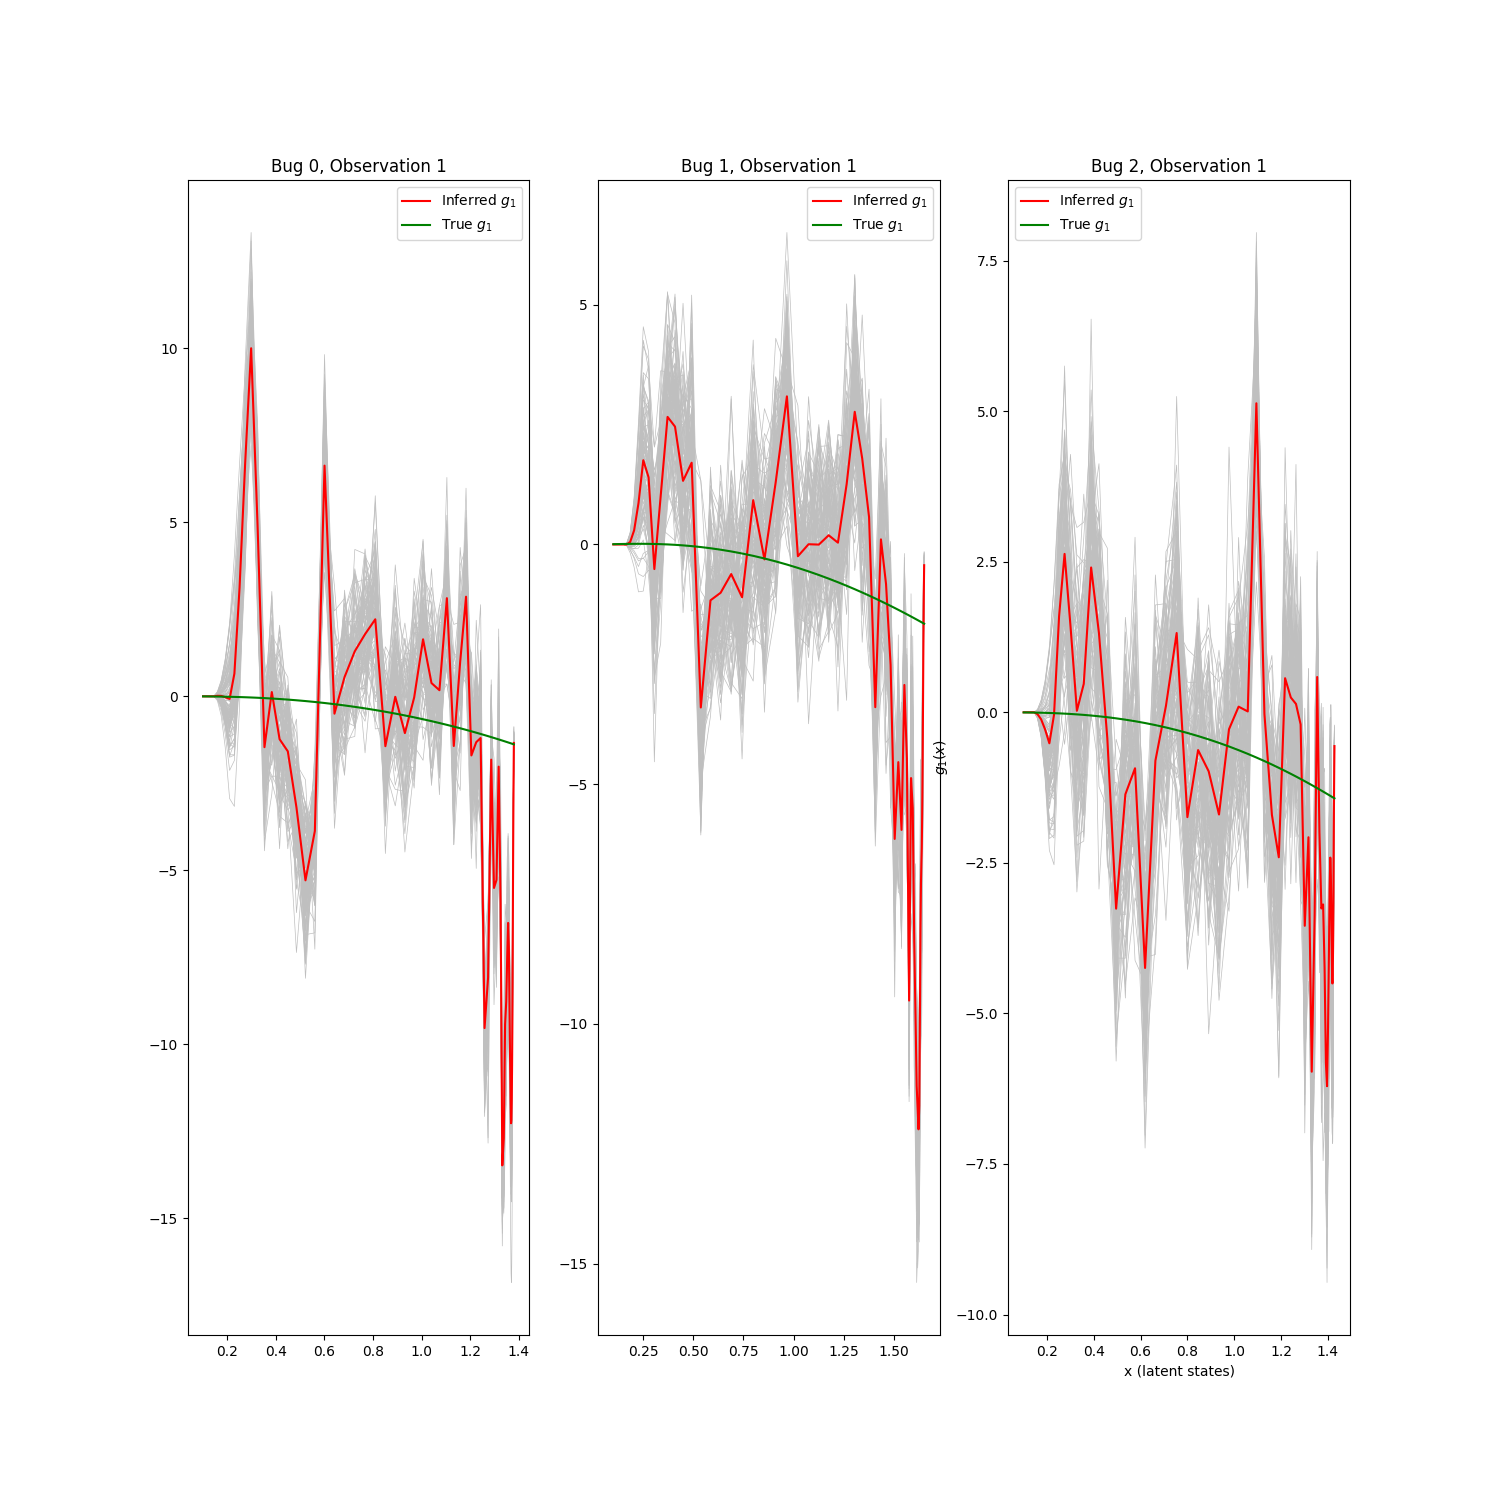 Bug 0, Observation 1
Inferred g1
True g1
10
5
0
−5
−10
−15
0.2 0.4 0.6 0.8 1.0 1.2 1.4
Bug 1, Observation 1
Inferred g1
True g1
5
0
−5
−10
−15
0.25 0.50 0.75 1.00 1.25 1.50
Bug 2, Observation 1
Inferred g1
True g1
g1(x)
7.5
5.0
2.5
0.0
−2.5
−5.0
−7.5
−10.0
0.2 0.4 0.6 0.8 1.0 1.2 1.4
x (latent states)